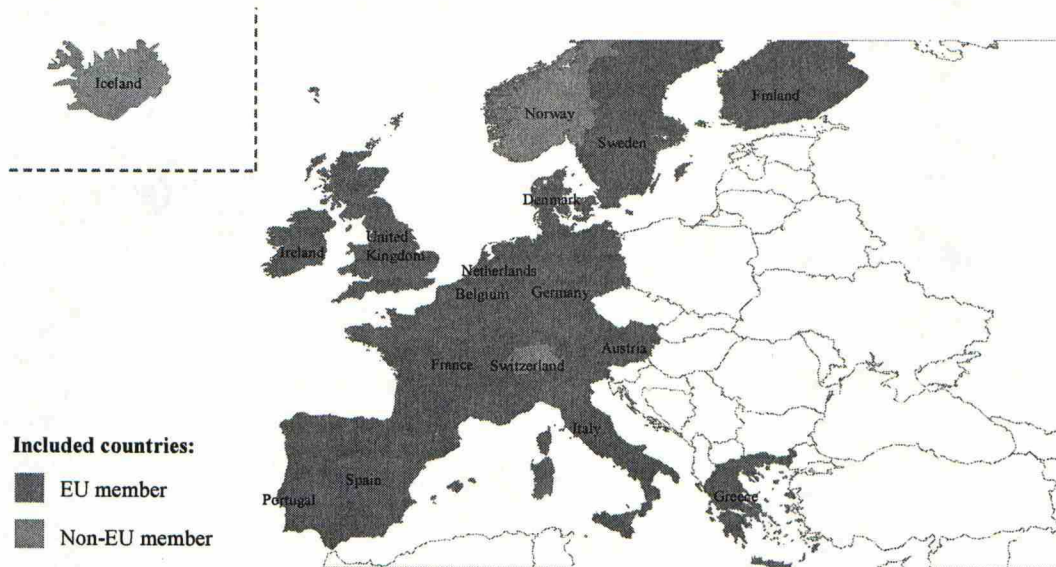 Iceland
Norway
Finland
Sweden
Denmark
United
Kingdom
Ireland
Netherlands
Belgium
Germany
Austria
France
Switzerland
Italy
Included countries:
EU member
Spain
Portugal
Greece
Non-EU member